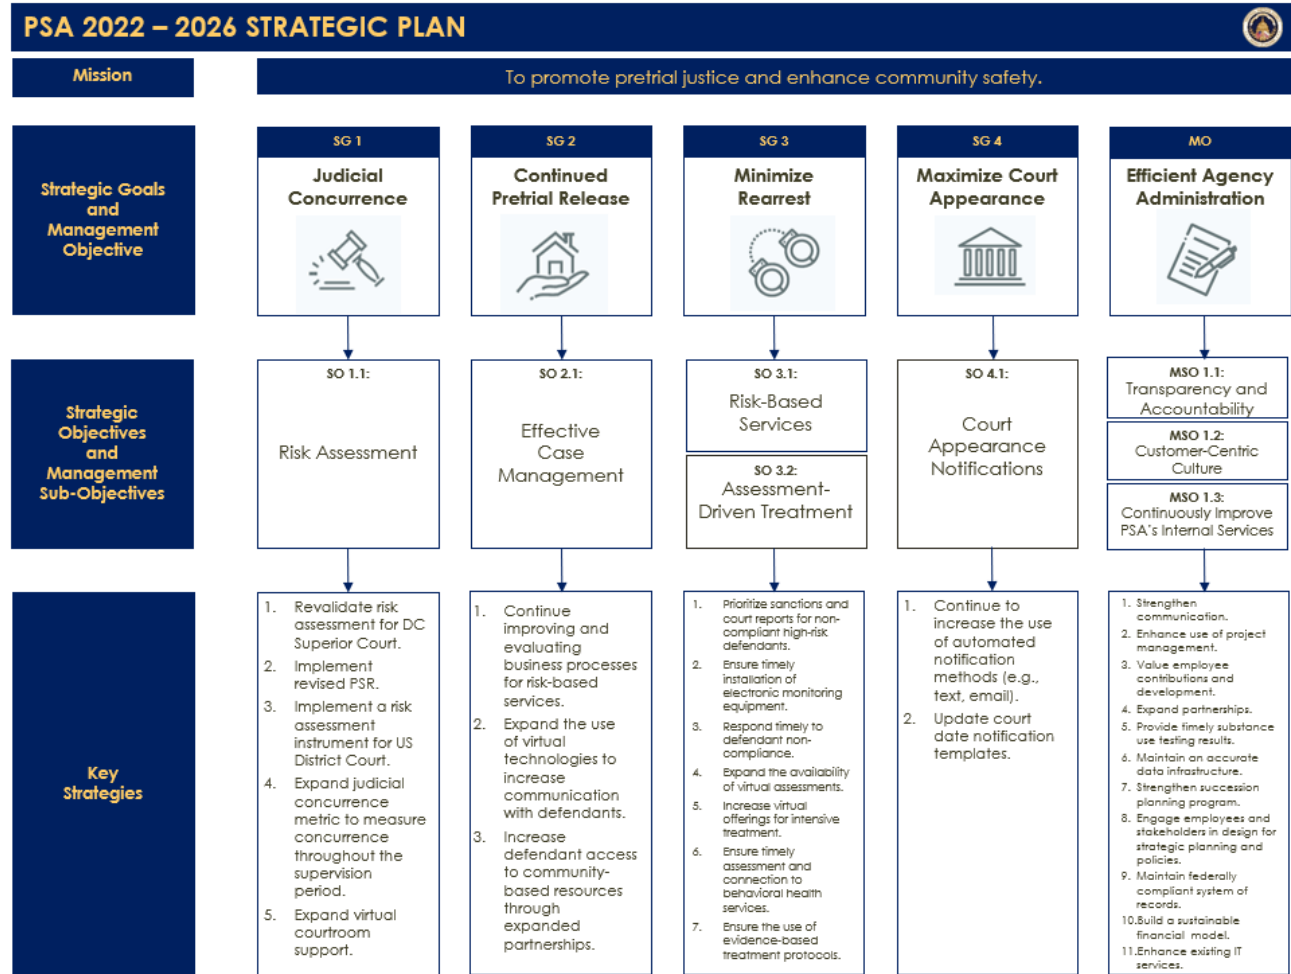 PSA 2022 – 2026 STRATEGIC PLAN
Mission
To promote pretrial justice and enhance community safety.
Strategic Goals
and
Management
Objective
SG 1
Judicial
Concurrence
SG 2
Continued
Pretrial Release
SG 3
Minimize
Rearrest
SG 4
Maximize Court
Appearance
MO
Efficient Agency
Administration
Strategic
Objectives
and
Management
Sub-Objectives
SO 1.1:
Risk Assessment
SO 2.1:
Effective
Case
Management
SO 3.1:
Risk-Based
Services
SO 3.2:
Assessment-
Driven Treatment
SO 4.1:
Court
Appearance
Notifications
MSO 1.1:
Transparency and
Accountability
MSO 1.2:
Customer-Centric
Culture
MSO 1.3:
Continuously Improve
PSA's Internal Services
Key
Strategies
1. Revalidate risk
assessment for DC
Superior Court.
2. Implement
revised PSR.
3. Implement a risk
assessment
instrument for US
District Court.
4. Expand judicial
concurrence
metric to measure
concurrence
throughout the
supervision
period.
5. Expand virtual
courtroom
support.
1. Continue
improving and
evaluating
business processes
for risk-based
services.
2. Expand the use
of virtual
technologies to
increase
communication
with defendants.
3. Increase
defendant access
to community-
based resources
through
expanded
partnerships.
1. Prioritize sanctions and
court reports for non-
compliant high-risk
defendants.
2. Ensure timely
installation of
electronic monitoring
equipment.
3. Respond timely to
defendant non-
compliance.
4. Expand the availability
of virtual assessments.
5. Increase virtual
offerings for intensive
treatment.
6. Ensure timely
assessment and
connection to
behavioral health
services.
7. Ensure the use of
evidence-based
treatment protocols.
1. Continue to
increase the use
of automated
notification
methods (e.g.,
text, email).
2. Update court
date notification
templates.
1. Strengthen
communication.
2. Enhance use of project
management.
3. Value employee
contributions and
development.
4. Expand partnerships.
5. Provide timely substance
use testing results.
6. Maintain an accurate
data infrastructure.
7. Strengthen succession
planning program.
8. Engage employees and
stakeholders in design for
strategic planning and
policies.
9. Maintain federally
compliant system of
records.
10.Build a sustainable
financial model.
11.Enhance existing IT
services.